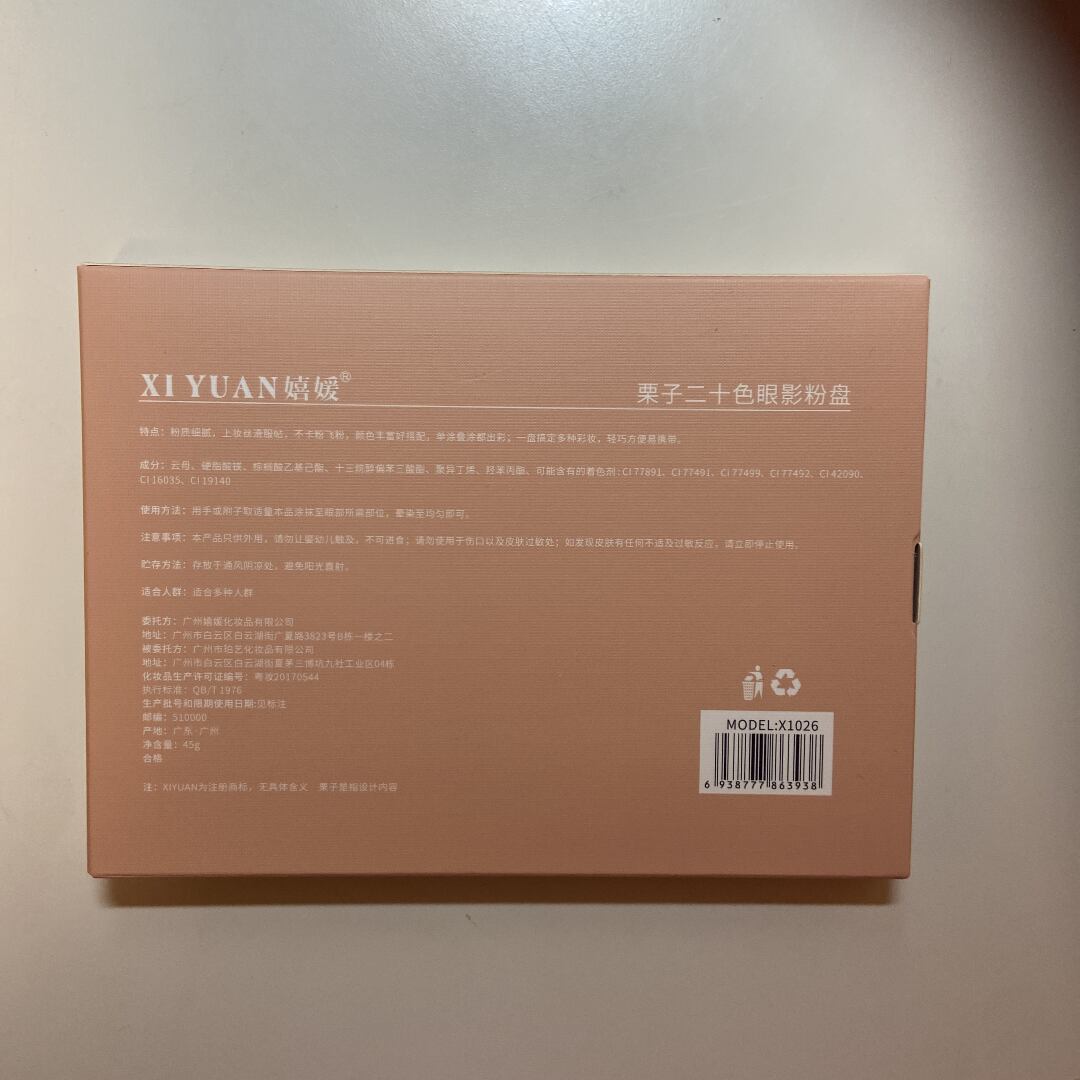 XI YUAN嬉媛®
栗子二十色眼影粉盘
特点：粉质细腻，上妆丝滑服帖，不卡粉飞粉，颜色丰富好搭配，单涂叠涂都出彩；一盘搞定多种彩妆，轻巧方便易携带。
成分：云母、硬脂酸镁、棕榈酸乙基己酯、十三烷醇偏苯三酸酯、聚异丁烯、羟苯丙酯、可能含有的着色剂:CI 77891、CI 77491、CI 77499、CI 77492、CI 42090、
CI 16035、CI 19140
使用方法：用手或刷子取适量本品涂抹至眼部所需部位，晕染至均匀即可。
注意事项：本产品只供外用，请勿让婴幼儿触及，不可进食；请勿使用于伤口以及皮肤过敏处；如发现皮肤有任何不适及过敏反应，请立即停止使用。
贮存方法：存放于通风阴凉处，避免阳光直射。
适合人群：适合多种人群
委托方：广州嬉媛化妆品有限公司
地址：广州市白云区白云湖街广夏路3823号B栋一楼之二
被委托方：广州市珀艺化妆品有限公司
地址：广州市白云区白云湖街夏茅三博坑九社工业区04栋
化妆品生产许可证编号：粤妆20170544
执行标准：QB/T 1976
生产批号和限期使用日期:见标注
邮编：510000
产地：广东·广州
净含量：45g
合格
注：XIYUAN为注册商标，无具体含义　栗子是指设计内容
MODEL:X1026
6 938777 863938